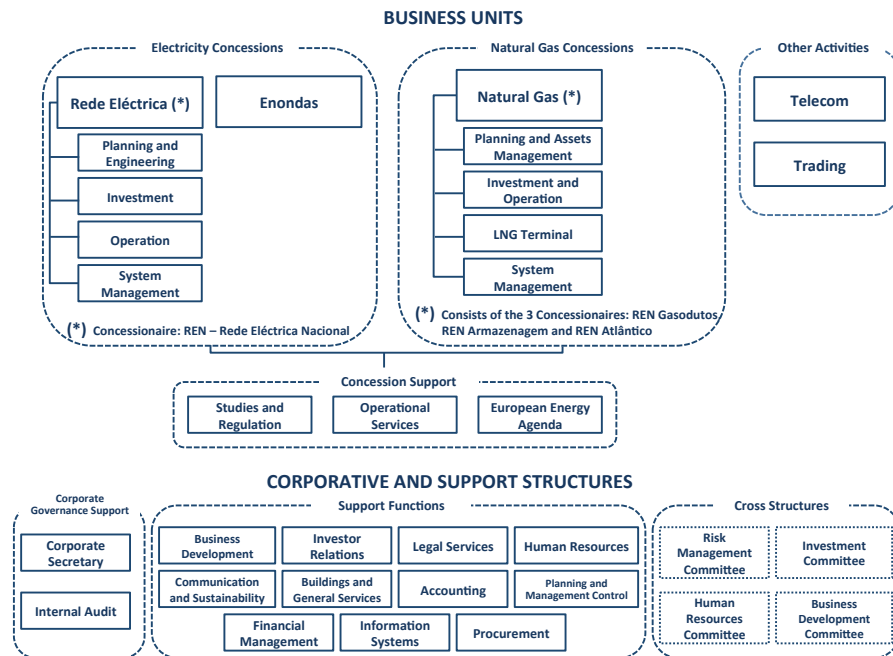 BUSINESS UNITS
Electricity Concessions
Rede Eléctrica (*)
Enondas
Planning and
Engineering
Investment
Operation
System
Management
(*) Concessionaire: REN – Rede Eléctrica Nacional
Natural Gas Concessions
Natural Gas (*)
Planning and Assets
Management
Investment and
Operation
LNG Terminal
System
Management
(*) Consists of the 3 Concessionaires: REN Gasodutos,
REN Armazenagem and REN Atlântico
Other Activities
Telecom
Trading
Concession Support
Studies and
Regulation
Operational
Services
European Energy
Agenda
CORPORATIVE AND SUPPORT STRUCTURES
Corporate
Governance Support
Corporate
Secretary
Internal Audit
Support Functions
Business
Development
Investor
Relations
Legal Services
Human Resources
Communication
and Sustainability
Buildings and
General Services
Accounting
Planning and
Management Control
Financial
Management
Information
Systems
Procurement
Cross Structures
Risk
Management
Committee
Investment
Committee
Human
Resources
Committee
Business
Development
Committee